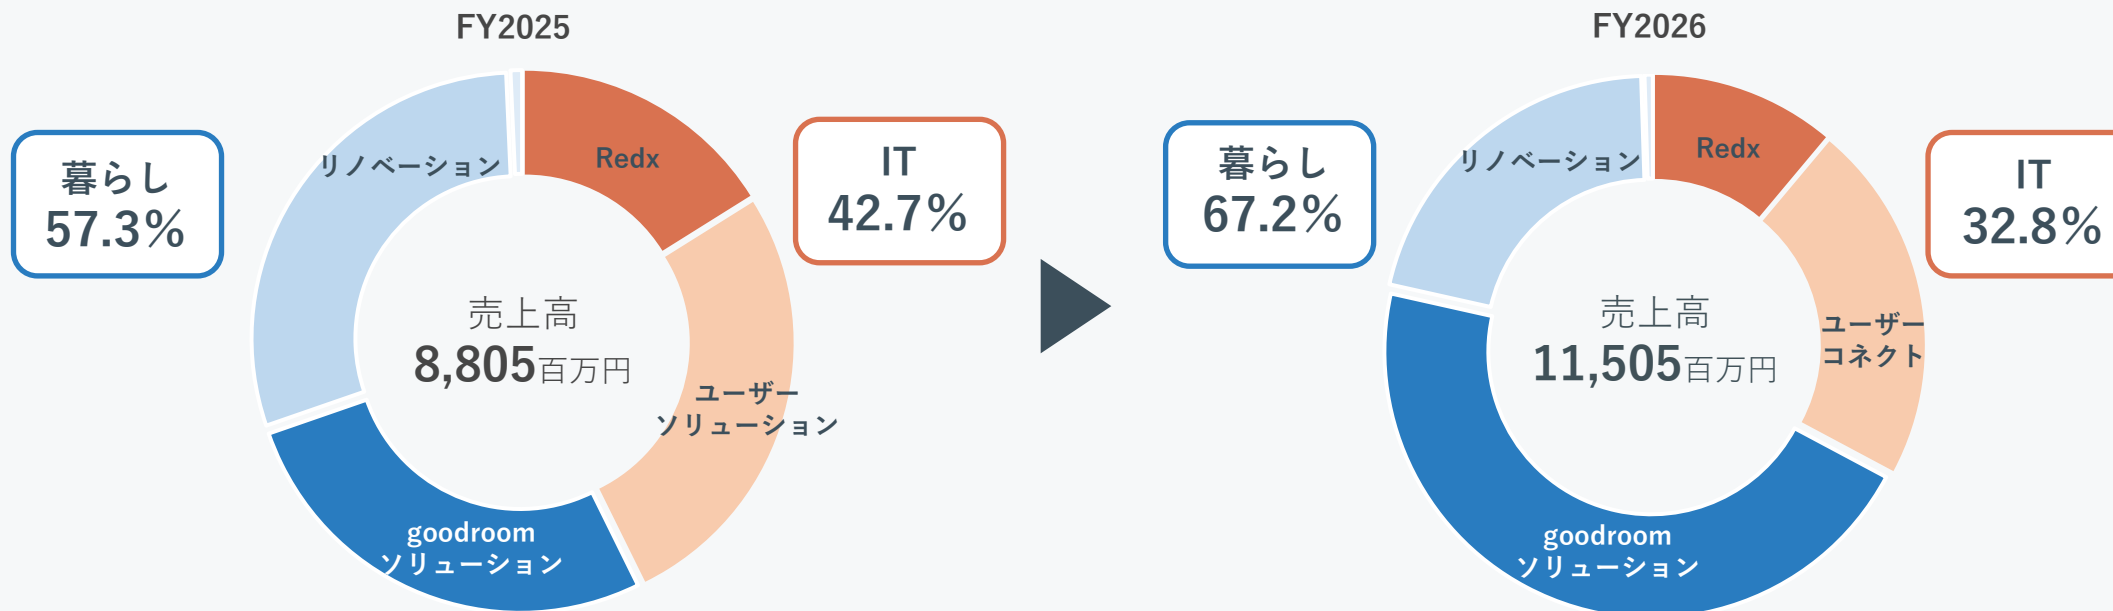 FY2025
暮らし
57.3%
リノベーション
Redx
IT
42.7%
売上高
8,805百万円
ユーザー
ソリューション
goodroom
ソリューション
FY2026
暮らし
67.2%
リノベーション
Redx
IT
32.8%
売上高
11,505百万円
ユーザー
コネクト
goodroom
ソリューション